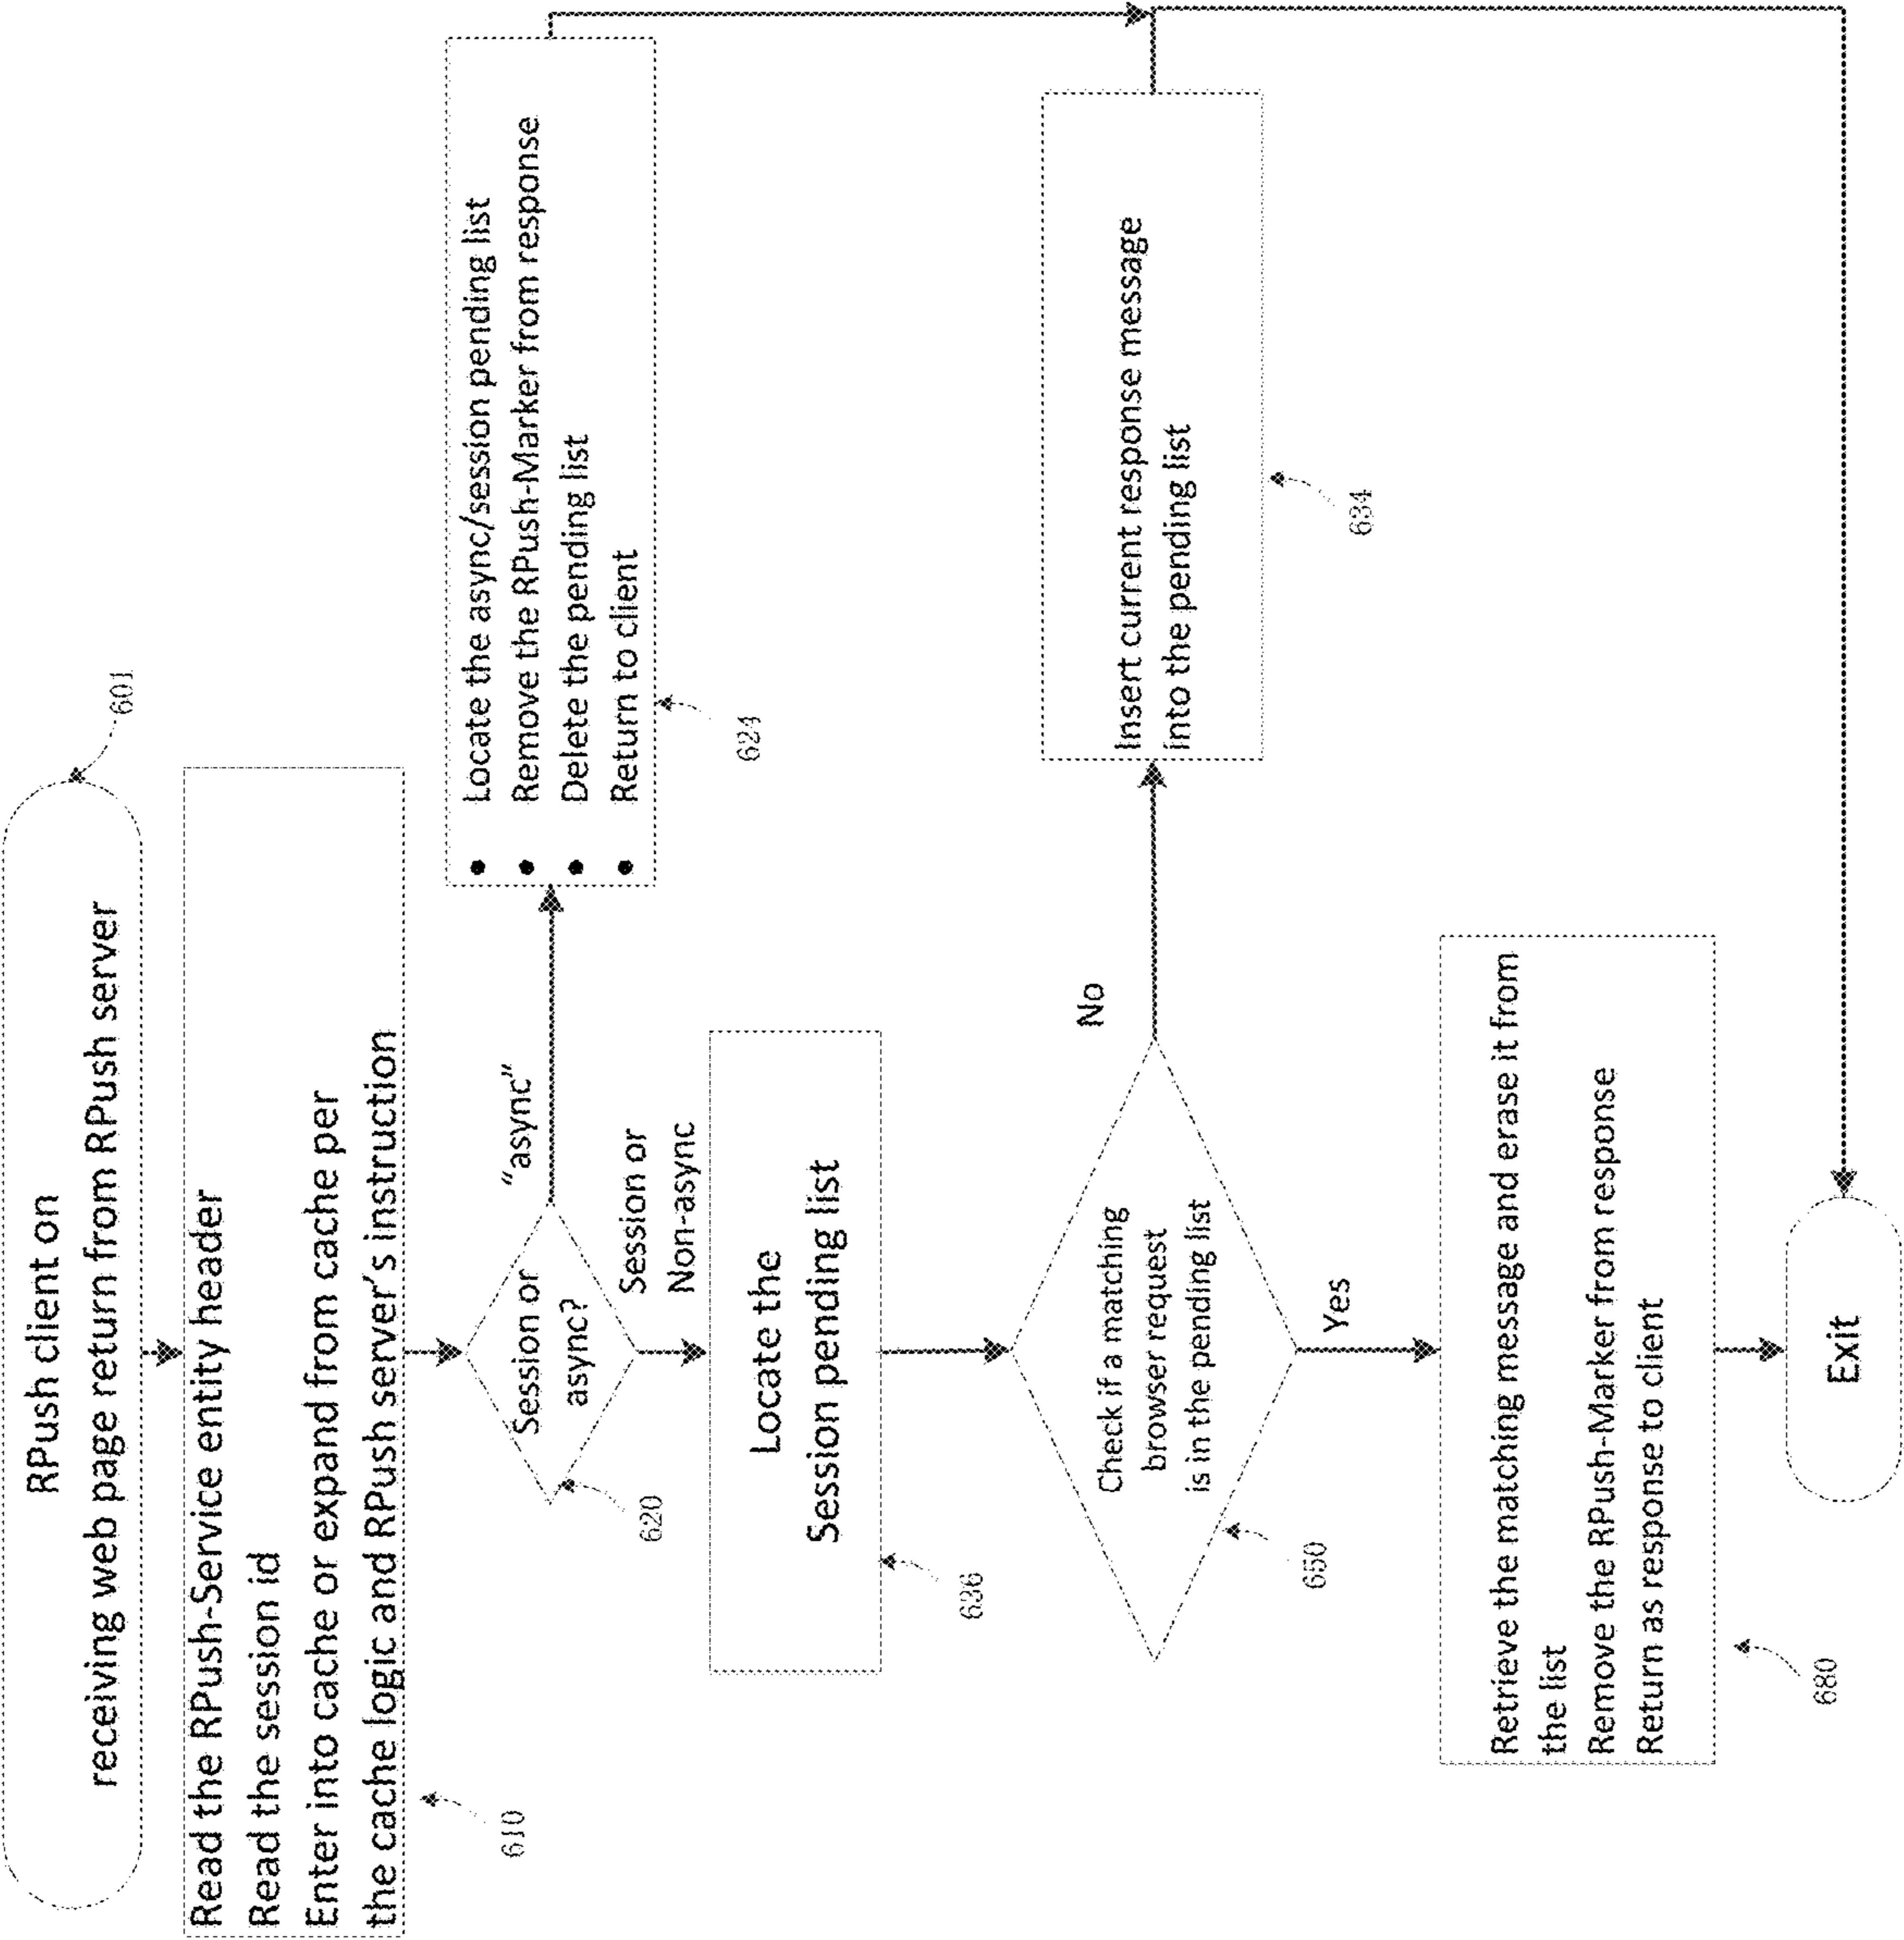 RPush client on
receiving web page return from RPush server
601
Read the RPush-Service entity header
Read the session id
Enter into cache or expand from cache per
the cache logic and RPush server's instruction
610
Session or
async?
620
"async"
• Locate the async/session pending list
• Remove the RPush-Marker from response
• Delete the pending list
• Return to client
624
Session or
Non-async
Locate the
Session pending list
636
Check if a matching
browser request
is in the pending list
660
No
Insert current response message
into the pending list
634
Yes
Retrieve the matching message and erase it from
the list
Remove the RPush-Marker from response
Return as response to client
680
Exit